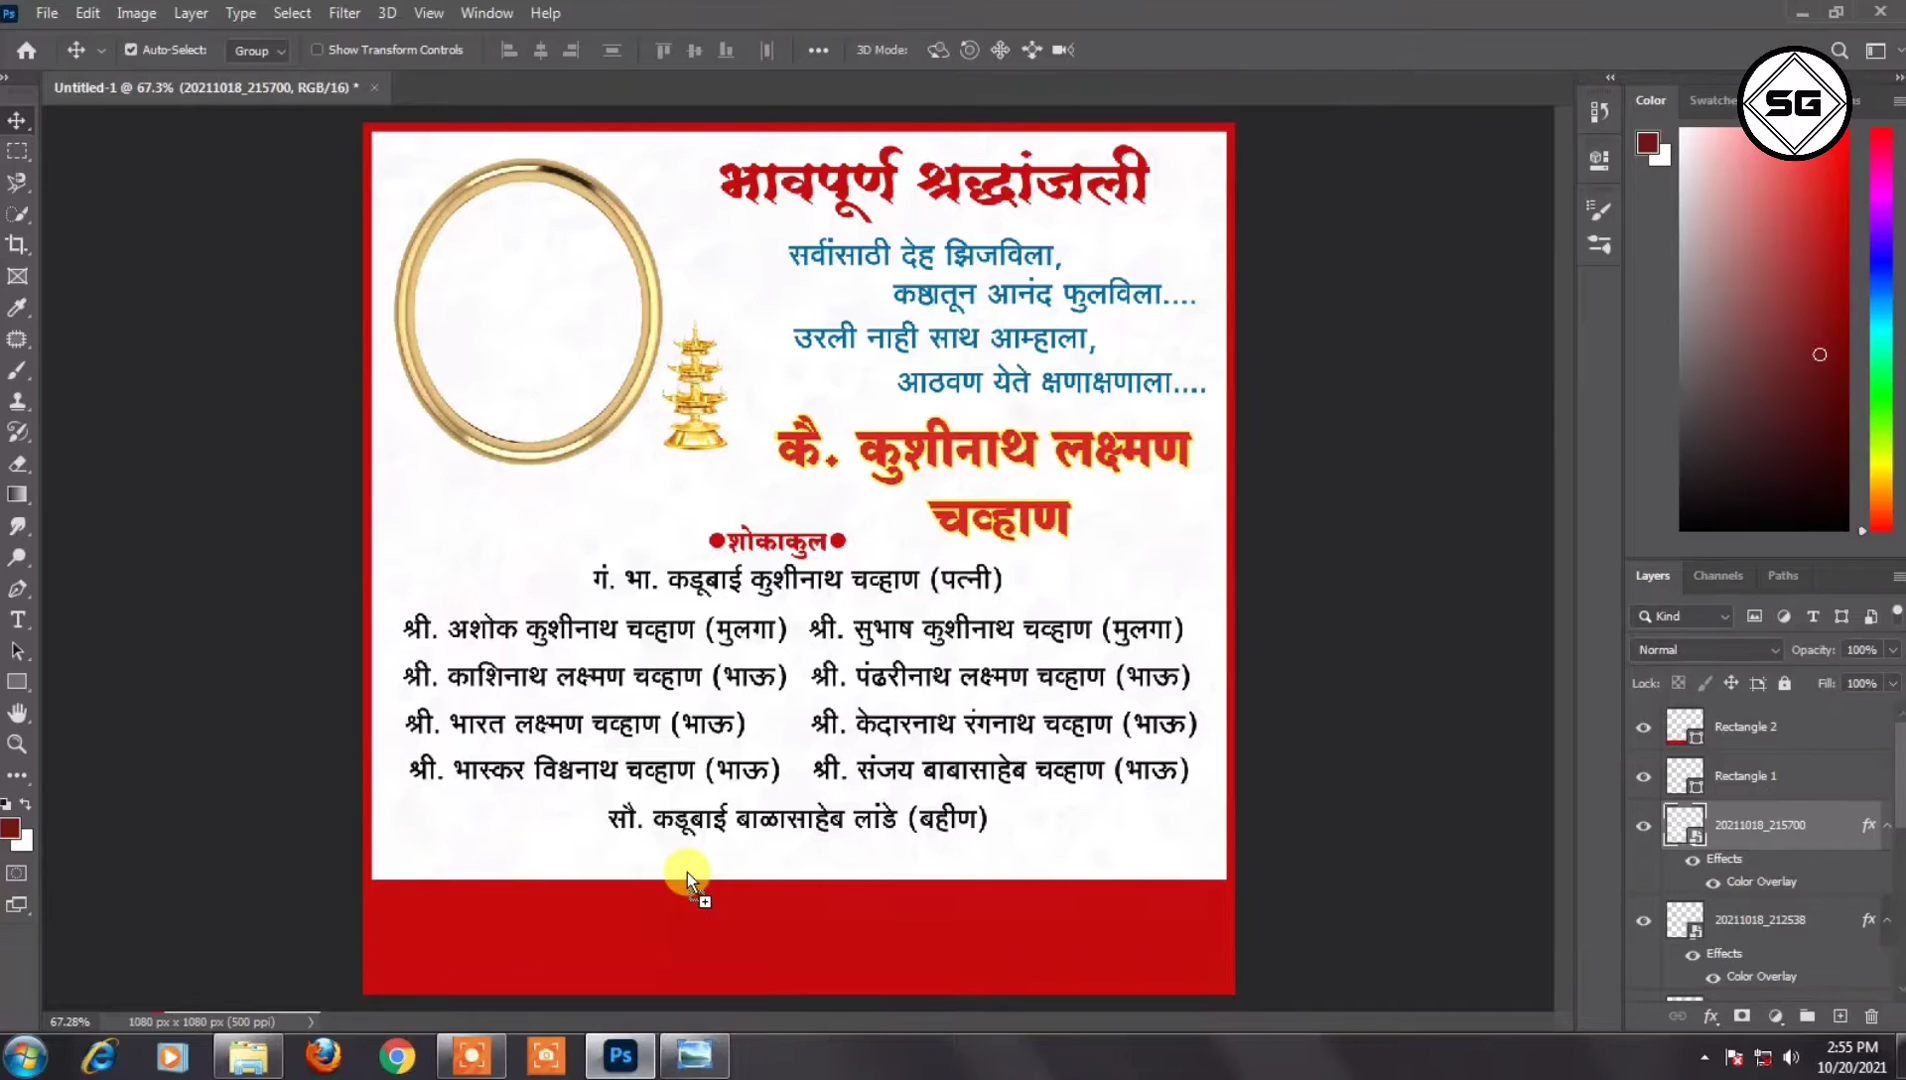 Ps File Edit Image Layer Type Select Filter 3D View Window Help
Auto-Select: Group Show Transform Controls 3D Mode:
Untitled-1 @ 67.3% (20211018_215700, RGB/16) *
Color Swatche
SG
भावपूर्ण श्रद्धांजली
सर्वांसाठी देह झिजविला,
कष्ठातून आनंद फुलविला....
उरली नाही साथ आम्हाला,
आठवण येते क्षणाक्षणाला....
कै. कुशीनाथ लक्ष्मण
चव्हाण
●शोकाकुल●
गं. भा. कडूबाई कुशीनाथ चव्हाण (पत्नी)
श्री. अशोक कुशीनाथ चव्हाण (मुलगा) श्री. सुभाष कुशीनाथ चव्हाण (मुलगा)
श्री. काशिनाथ लक्ष्मण चव्हाण (भाऊ) श्री. पंढरीनाथ लक्ष्मण चव्हाण (भाऊ)
श्री. भारत लक्ष्मण चव्हाण (भाऊ) श्री. केदारनाथ रंगनाथ चव्हाण (भाऊ)
श्री. भास्कर विश्वनाथ चव्हाण (भाऊ) श्री. संजय बाबासाहेब चव्हाण (भाऊ)
सौ. कडूबाई बाळासाहेब लांडे (बहीण)
Layers Channels Paths
Kind
Normal Opacity: 100%
Lock: Fill: 100%
Rectangle 2
Rectangle 1
20211018_215700 fx
Effects
Color Overlay
20211018_212538 fx
Effects
Color Overlay
fx
67.28% 1080 px x 1080 px (500 ppi)
Ps
2:55 PM
10/20/2021